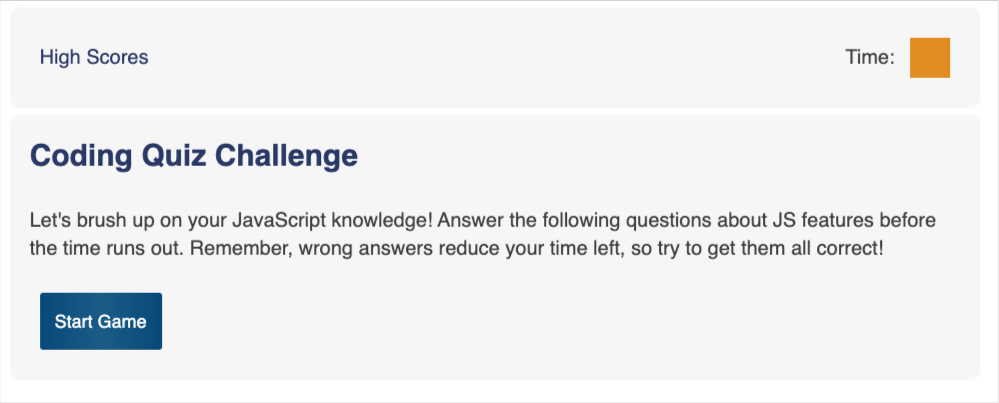 High Scores
Time:
Coding Quiz Challenge
Let's brush up on your JavaScript knowledge! Answer the following questions about JS features before
the time runs out. Remember, wrong answers reduce your time left, so try to get them all correct!
Start Game